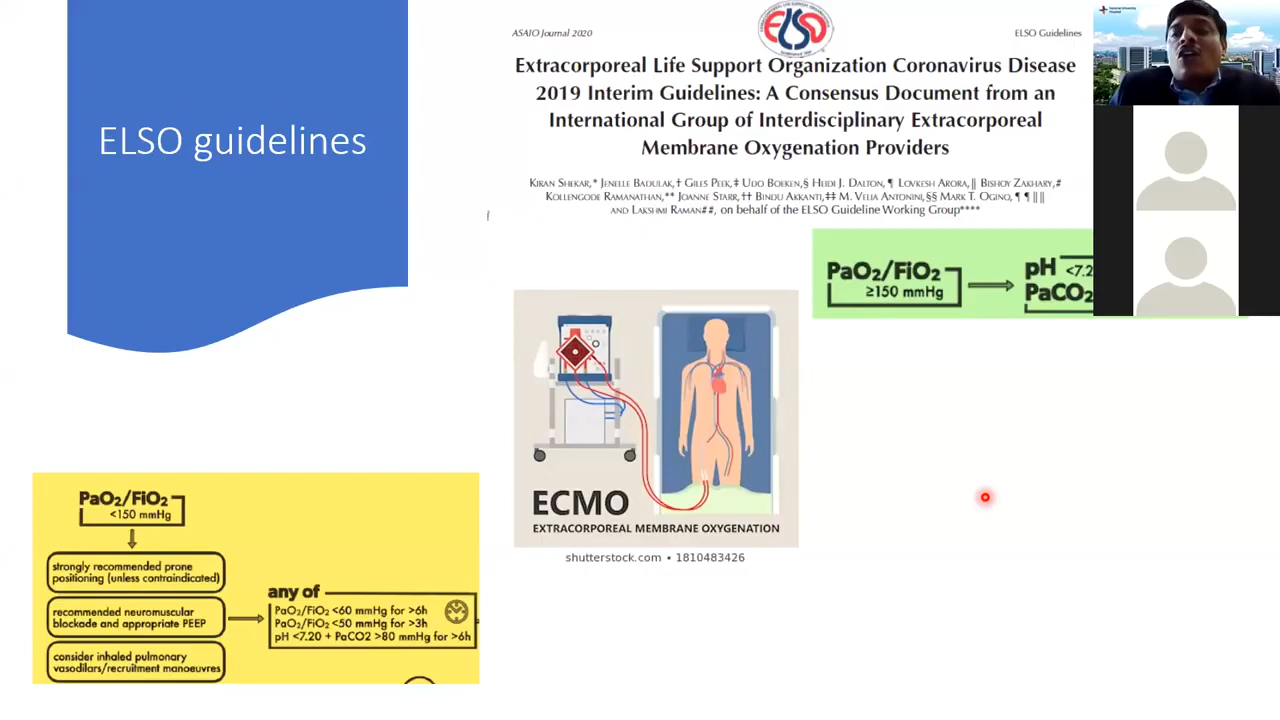 ELSO guidelines
ASAIO Journal 2020
ELSO
ELSO Guidelines
Extracorporeal Life Support Organization Coronavirus Disease
2019 Interim Guidelines: A Consensus Document from an
International Group of Interdisciplinary Extracorporeal
Membrane Oxygenation Providers
Kiran Shekar,* Jenelle Badulak,† Giles Peek,‡ Udo Boeken,§ Heidi J. Dalton,¶ Lovkesh Arora,|| Bishoy Zakhary,#
Kollengode Ramanathan,** Joanne Starr,†† Bindu Akkanti,‡‡ M. Velia Antonini,§§ Mark T. Ogino,¶¶||||
and Lakshmi Raman##, on behalf of the ELSO Guideline Working Group****
National University
Hospital
PaO₂/FiO₂
≥150 mmHg
pH <7.2
PaCO₂
ECMO
EXTRACORPOREAL MEMBRANE OXYGENATION
shutterstock.com • 1810483426
PaO₂/FiO₂
<150 mmHg
strongly recommended prone
positioning (unless contraindicated)
recommended neuromuscular
blockade and appropriate PEEP
consider inhaled pulmonary
vasodilars/recruitment manoeuvres
any of
PaO₂/FiO₂ <60 mmHg for >6h
PaO₂/FiO₂ <50 mmHg for >3h
pH <7.20 + PaCO2 >80 mmHg for >6h